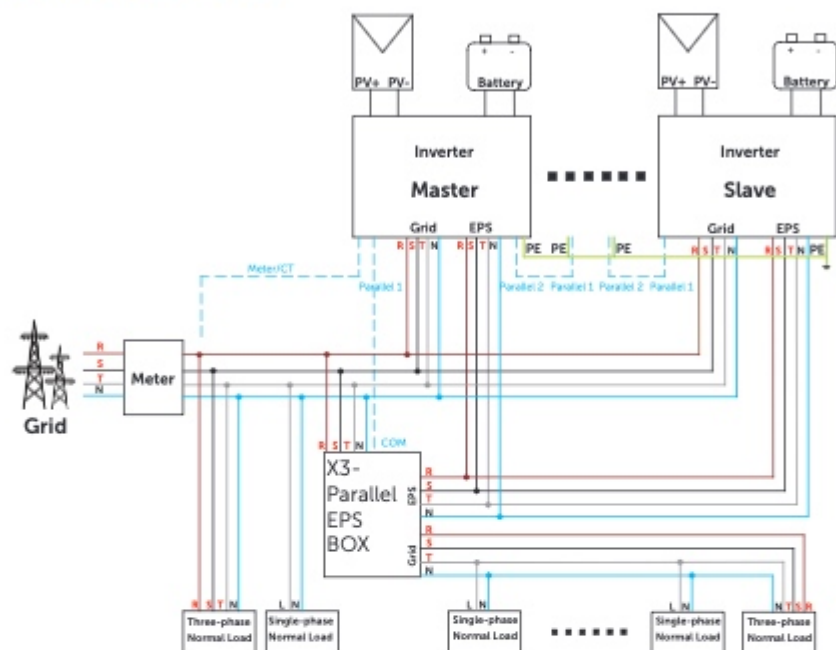 PV+ PV-
+ -
Battery
PV+ PV-
+ -
Battery
Inverter
Master
Grid EPS
R S T N R S T N
Inverter
Slave
Grid EPS
R S T N R S T N
PE PE PE PE
Meter/CT
Parallel 1
Parallel 2 Parallel 1 Parallel 2 Parallel 1
Grid
R
S
T
N
Meter
COM
R S T N
X3-
Parallel
EPS
BOX
EPS
R
S
T
N
Grid
R
S
T
N
R S T N
Three-phase
Normal Load
L N
Single-phase
Normal Load
L N
Single-phase
Normal Load
L N
Single-phase
Normal Load
N T S R
Three-phase
Normal Load